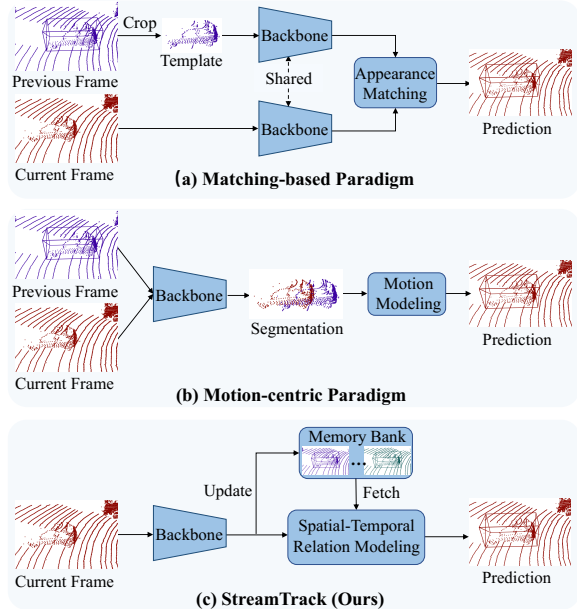 Crop
Backbone
Previous Frame
Template
Shared
Appearance
Matching
Backbone
Prediction
Current Frame
(a) Matching-based Paradigm
Previous Frame
Backbone
Motion
Modeling
Segmentation
Prediction
Current Frame
(b) Motion-centric Paradigm
Memory Bank
...
Update
Fetch
Backbone
Spatial-Temporal
Relation Modeling
Current Frame
Prediction
(c) StreamTrack (Ours)